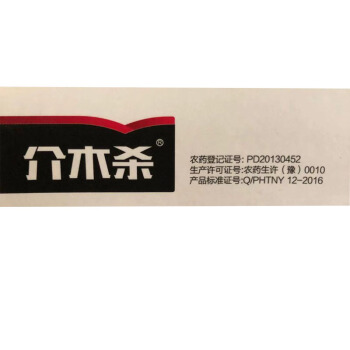 介木杀®
农药登记证号: PD20130452
生产许可证号:农药生许（豫）0010
产品标准证号:Q/PHTNY 12-2016